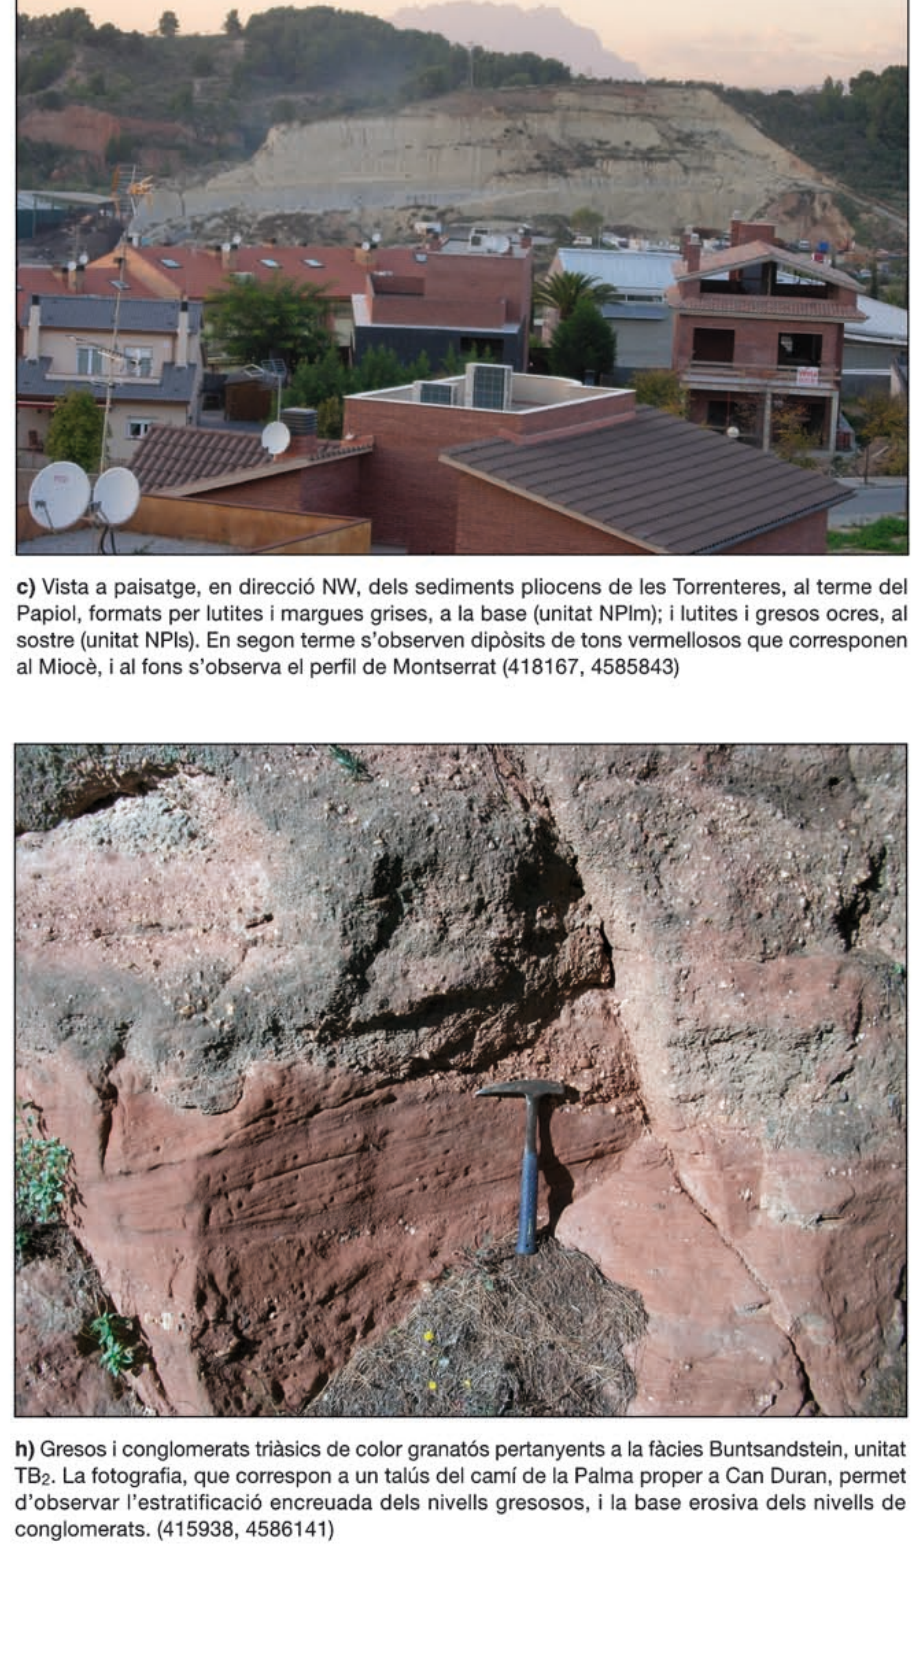 c) Vista a paisatge, en direcció NW, dels sediments pliocens de les Torrenteres, al terme del
Papiol, formats per lutites i margues grises, a la base (unitat NPlm); i lutites i gresos ocres, al
sostre (unitat NPls). En segon terme s’observen dipòsits de tons vermellosos que corresponen
al Miocè, i al fons s’observa el perfil de Montserrat (418167, 4585843)
h) Gresos i conglomerats triàsics de color granatós pertanyents a la fàcies Buntsandstein, unitat
TB₂. La fotografia, que correspon a un talús del camí de la Palma proper a Can Duran, permet
d’observar l’estratificació encreuada dels nivells gresosos, i la base erosiva dels nivells de
conglomerats. (415938, 4586141)